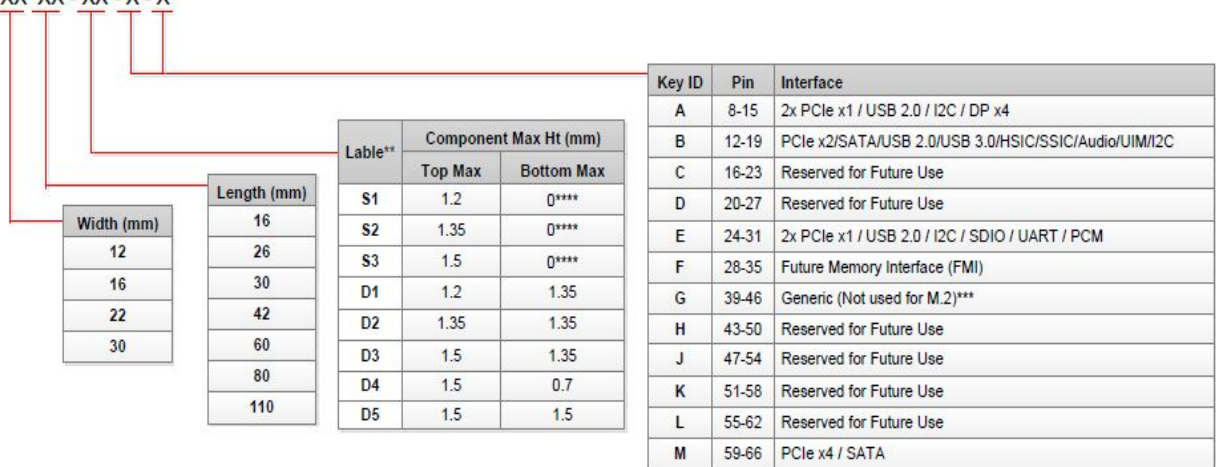 XX XX - XX - X - X
Key ID Pin Interface
A 8-15 2x PCIe x1 / USB 2.0 / I2C / DP x4
B 12-19 PCIe x2/SATA/USB 2.0/USB 3.0/HSIC/SSIC/Audio/UIM/I2C
C 16-23 Reserved for Future Use
D 20-27 Reserved for Future Use
E 24-31 2x PCIe x1 / USB 2.0 / I2C / SDIO / UART / PCM
F 28-35 Future Memory Interface (FMI)
G 39-46 Generic (Not used for M.2)***
H 43-50 Reserved for Future Use
J 47-54 Reserved for Future Use
K 51-58 Reserved for Future Use
L 55-62 Reserved for Future Use
M 59-66 PCIe x4 / SATA
Lable** Component Max Ht (mm)
Top Max Bottom Max
S1 1.2 0****
S2 1.35 0****
S3 1.5 0****
D1 1.2 1.35
D2 1.35 1.35
D3 1.5 1.35
D4 1.5 0.7
D5 1.5 1.5
Length (mm)
16
26
30
42
60
80
110
Width (mm)
12
16
22
30